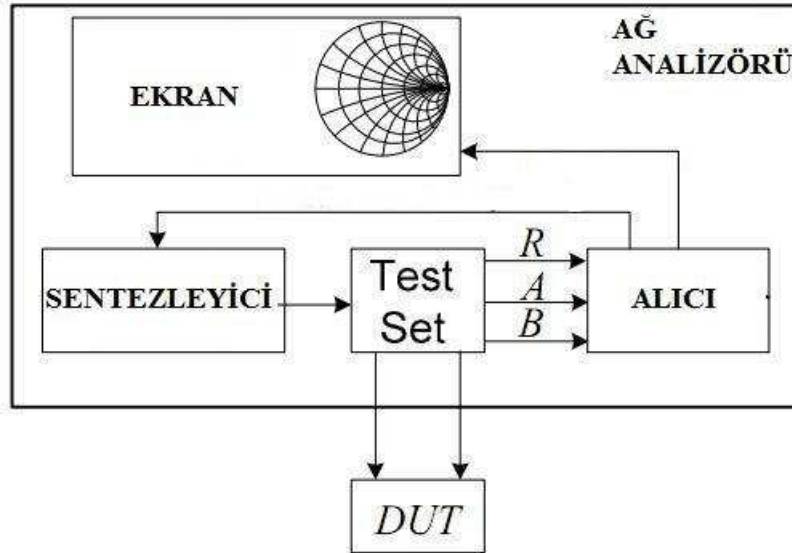 AĞ
ANALİZÖRÜ
EKRAN
SENTEZLEYİCİ
Test
Set
R
A
B
ALICI
DUT